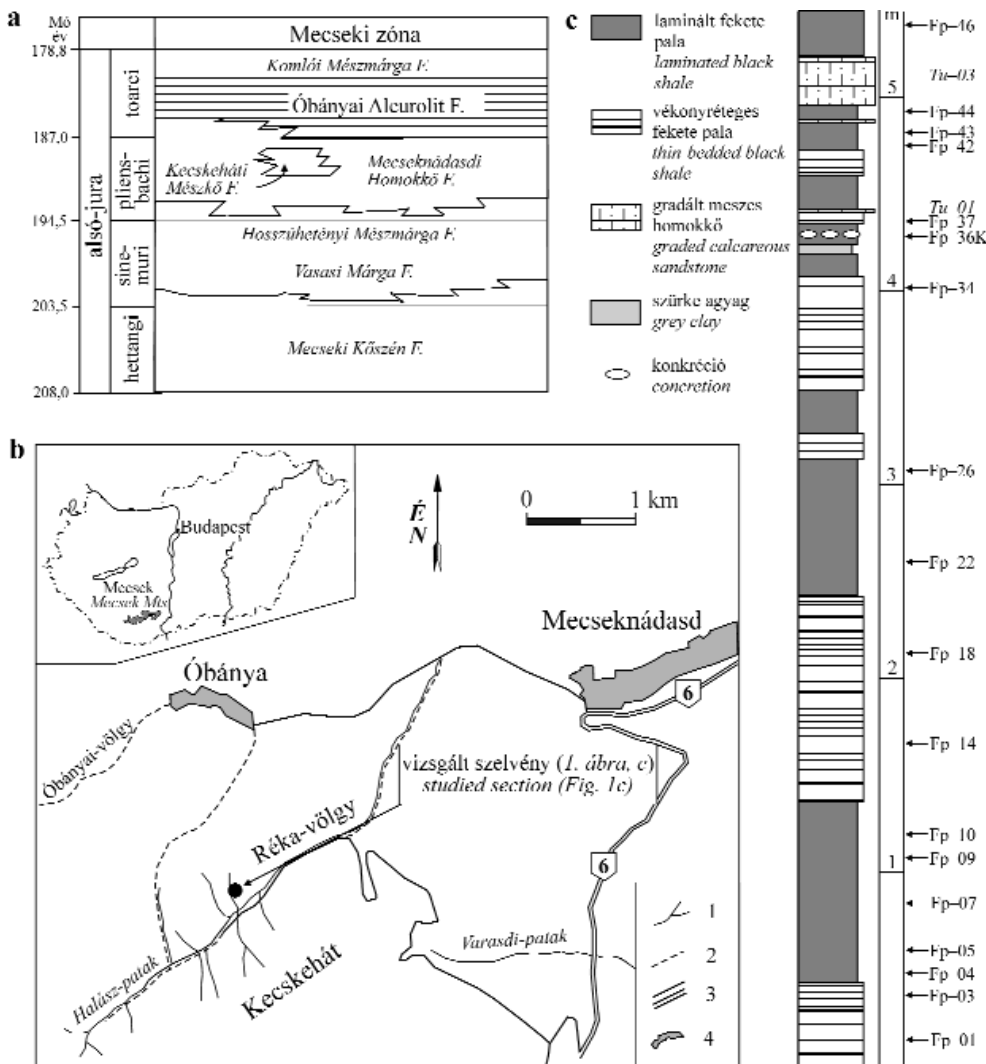 a
Mó
év
Mecseki zóna
178,8
Komlói Mészmárga F.
toarci
Óbányai Aleurolit F.
187,0
Kecskeháti
Mészkő F.
Mecseknádasdi
Homokkő F.
pliens-
bachi
191,5
alsó-jura
Hosszúhetényi Mészmárga F.
sine-
muri
Vasasi Márga F.
203,5
hettangi
Mecseki Kőszén F.
208,0
c
laminált fekete
pala
laminated black
shale
vékonyréteges
fekete pala
thin bedded black
shale
gradált meszes
homokkő
graded calcareous
sandstone
szürke agyag
grey clay
konkréció
concretion
m
5
4
3
2
1
Fp–46
Tu–03
Fp–44
Fp–43
Fp 42
Tu 01
Fp 37
Fp 36K
Fp–34
Fp–26
Fp 22
Fp 18
Fp 14
Fp 10
Fp 09
Fp–07
Fp–05
Fp 04
Fp–03
Fp 01
b
Budapest
Mecsek
Mecsek Mts
É
N
0 1 km
Mecseknádasd
Óbánya
6
Óbányai-völgy
vizsgált szelvény (1. ábra, c)
studied section (Fig. 1c)
Réka-völgy
6
Varasdi-patak
Halász-patak
Kecskehát
1
2
3
4